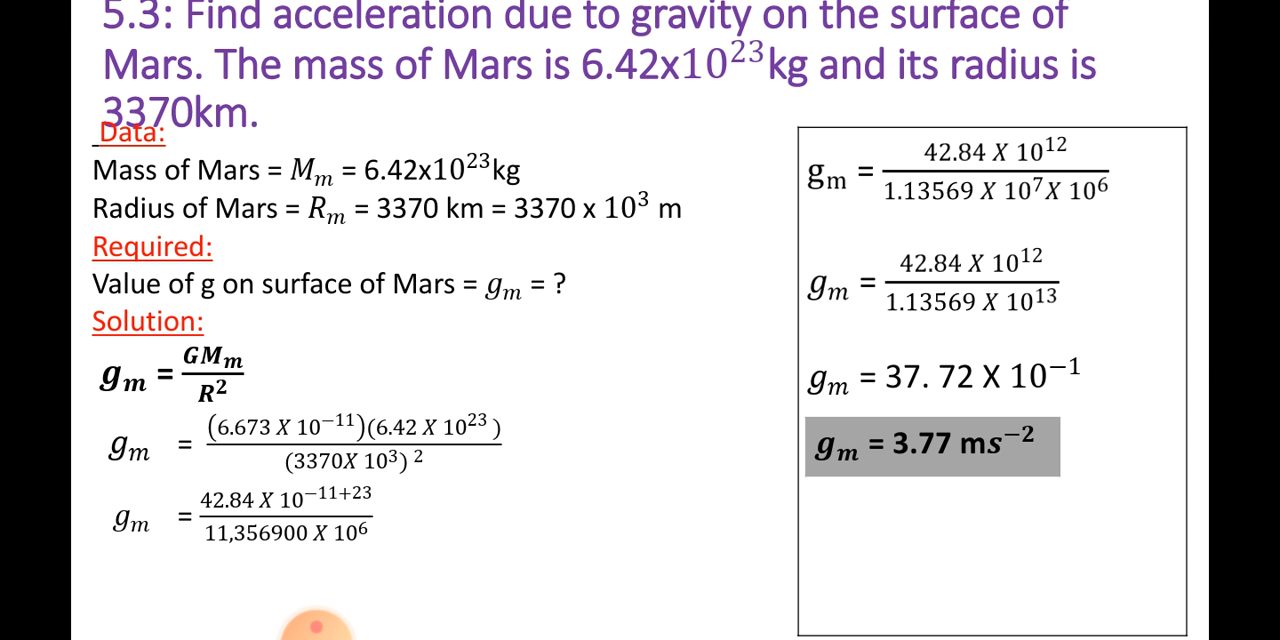 5.3: Find acceleration due to gravity on the surface of
Mars. The mass of Mars is 6.42x10²³kg and its radius is
3370km.
Data:
Mass of Mars = Mₘ = 6.42x10²³kg
Radius of Mars = Rₘ = 3370 km = 3370 x 10³ m
Required:
Value of g on surface of Mars = gₘ = ?
Solution:
gₘ = GMₘ / R²
gₘ = (6.673 X 10⁻¹¹)(6.42 X 10²³ ) / (3370X 10³) ²
gₘ = 42.84 X 10⁻¹¹⁺²³ / 11,356900 X 10⁶
gₘ = 42.84 X 10¹² / 1.13569 X 10⁷X 10⁶
gₘ = 42.84 X 10¹² / 1.13569 X 10¹³
gₘ = 37. 72 X 10⁻¹
gₘ = 3.77 ms⁻²